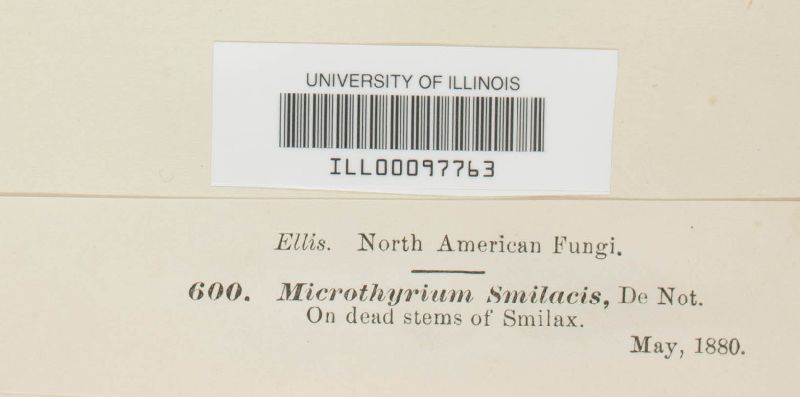 UNIVERSITY OF ILLINOIS
ILL00097763
Ellis. North American Fungi.
600. Microthyrium Smilacis, De Not.
On dead stems of Smilax.
May, 1880.